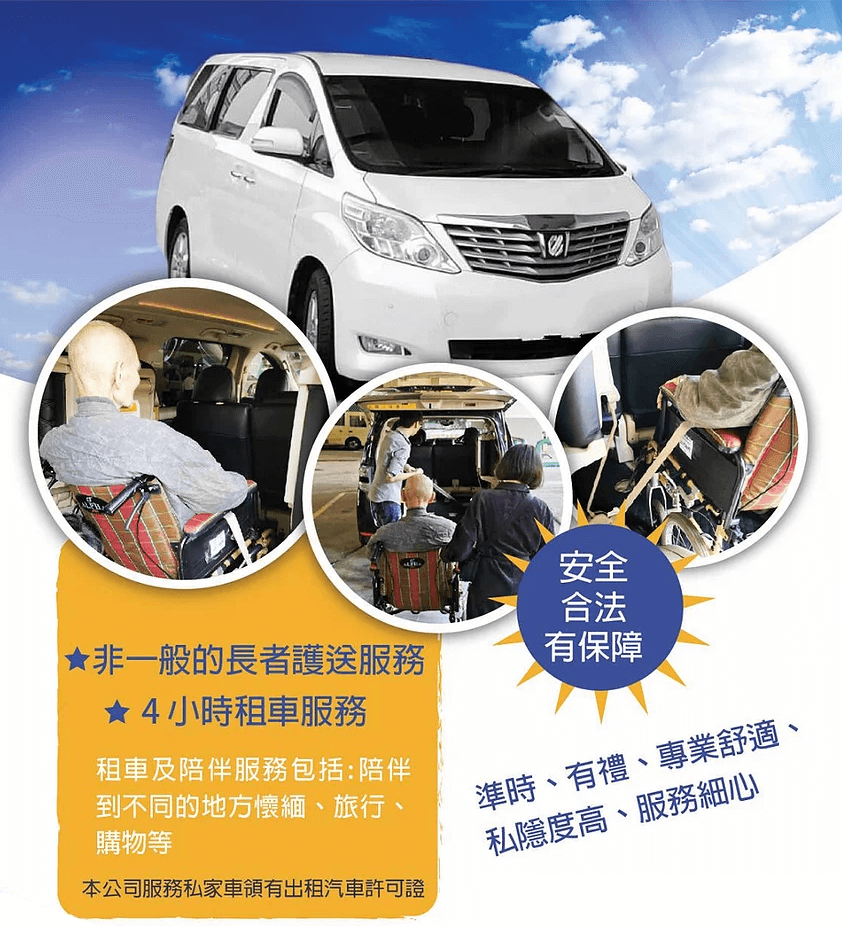 安全
合法
有保障
★非一般的長者護送服務
★ 4小時租車服務
租車及陪伴服務包括:陪伴
到不同的地方懷緬、旅行、
購物等
本公司服務私家車領有出租汽車許可證
準時、有禮、專業舒適、
私隱度高、服務細心